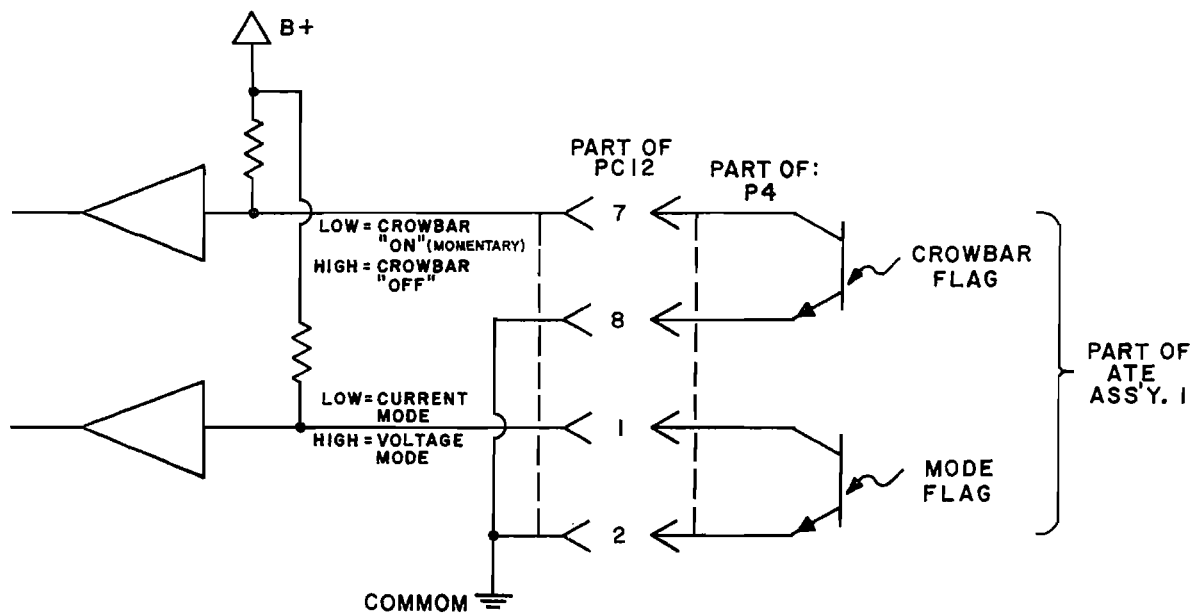 B+
PART OF
PC12
PART OF:
P4
7
LOW = CROWBAR
"ON" (MOMENTARY)
HIGH = CROWBAR
"OFF"
CROWBAR
FLAG
8
PART OF
ATE
ASS'Y. 1
LOW = CURRENT
MODE
1
HIGH = VOLTAGE
MODE
MODE
FLAG
2
COMMOM